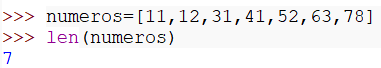 >>> numeros=[11,12,31,41,52,63,78]
>>> len(numeros)
7